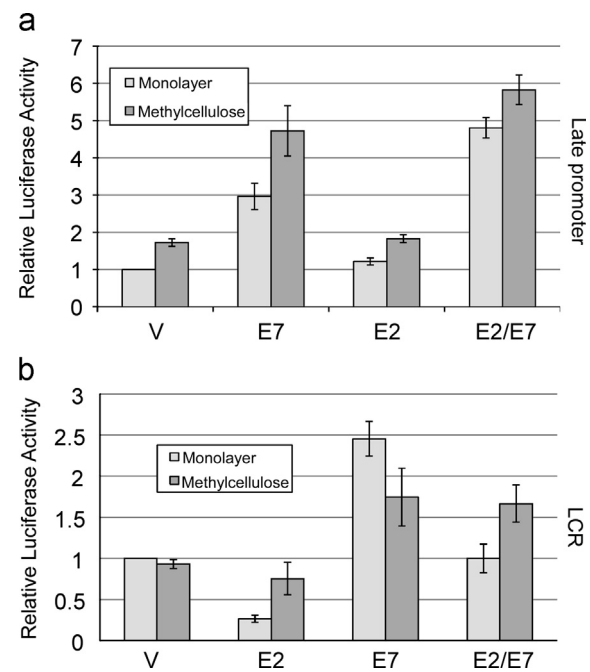 a
7
6
5
4
3
2
1
0
Relative Luciferase Activity
Monolayer
Methylcellulose
Late promoter
V E7 E2 E2/E7
b
3
2.5
2
1.5
1
0.5
0
Relative Luciferase Activity
Monolayer
Methylcellulose
LCR
V E2 E7 E2/E7